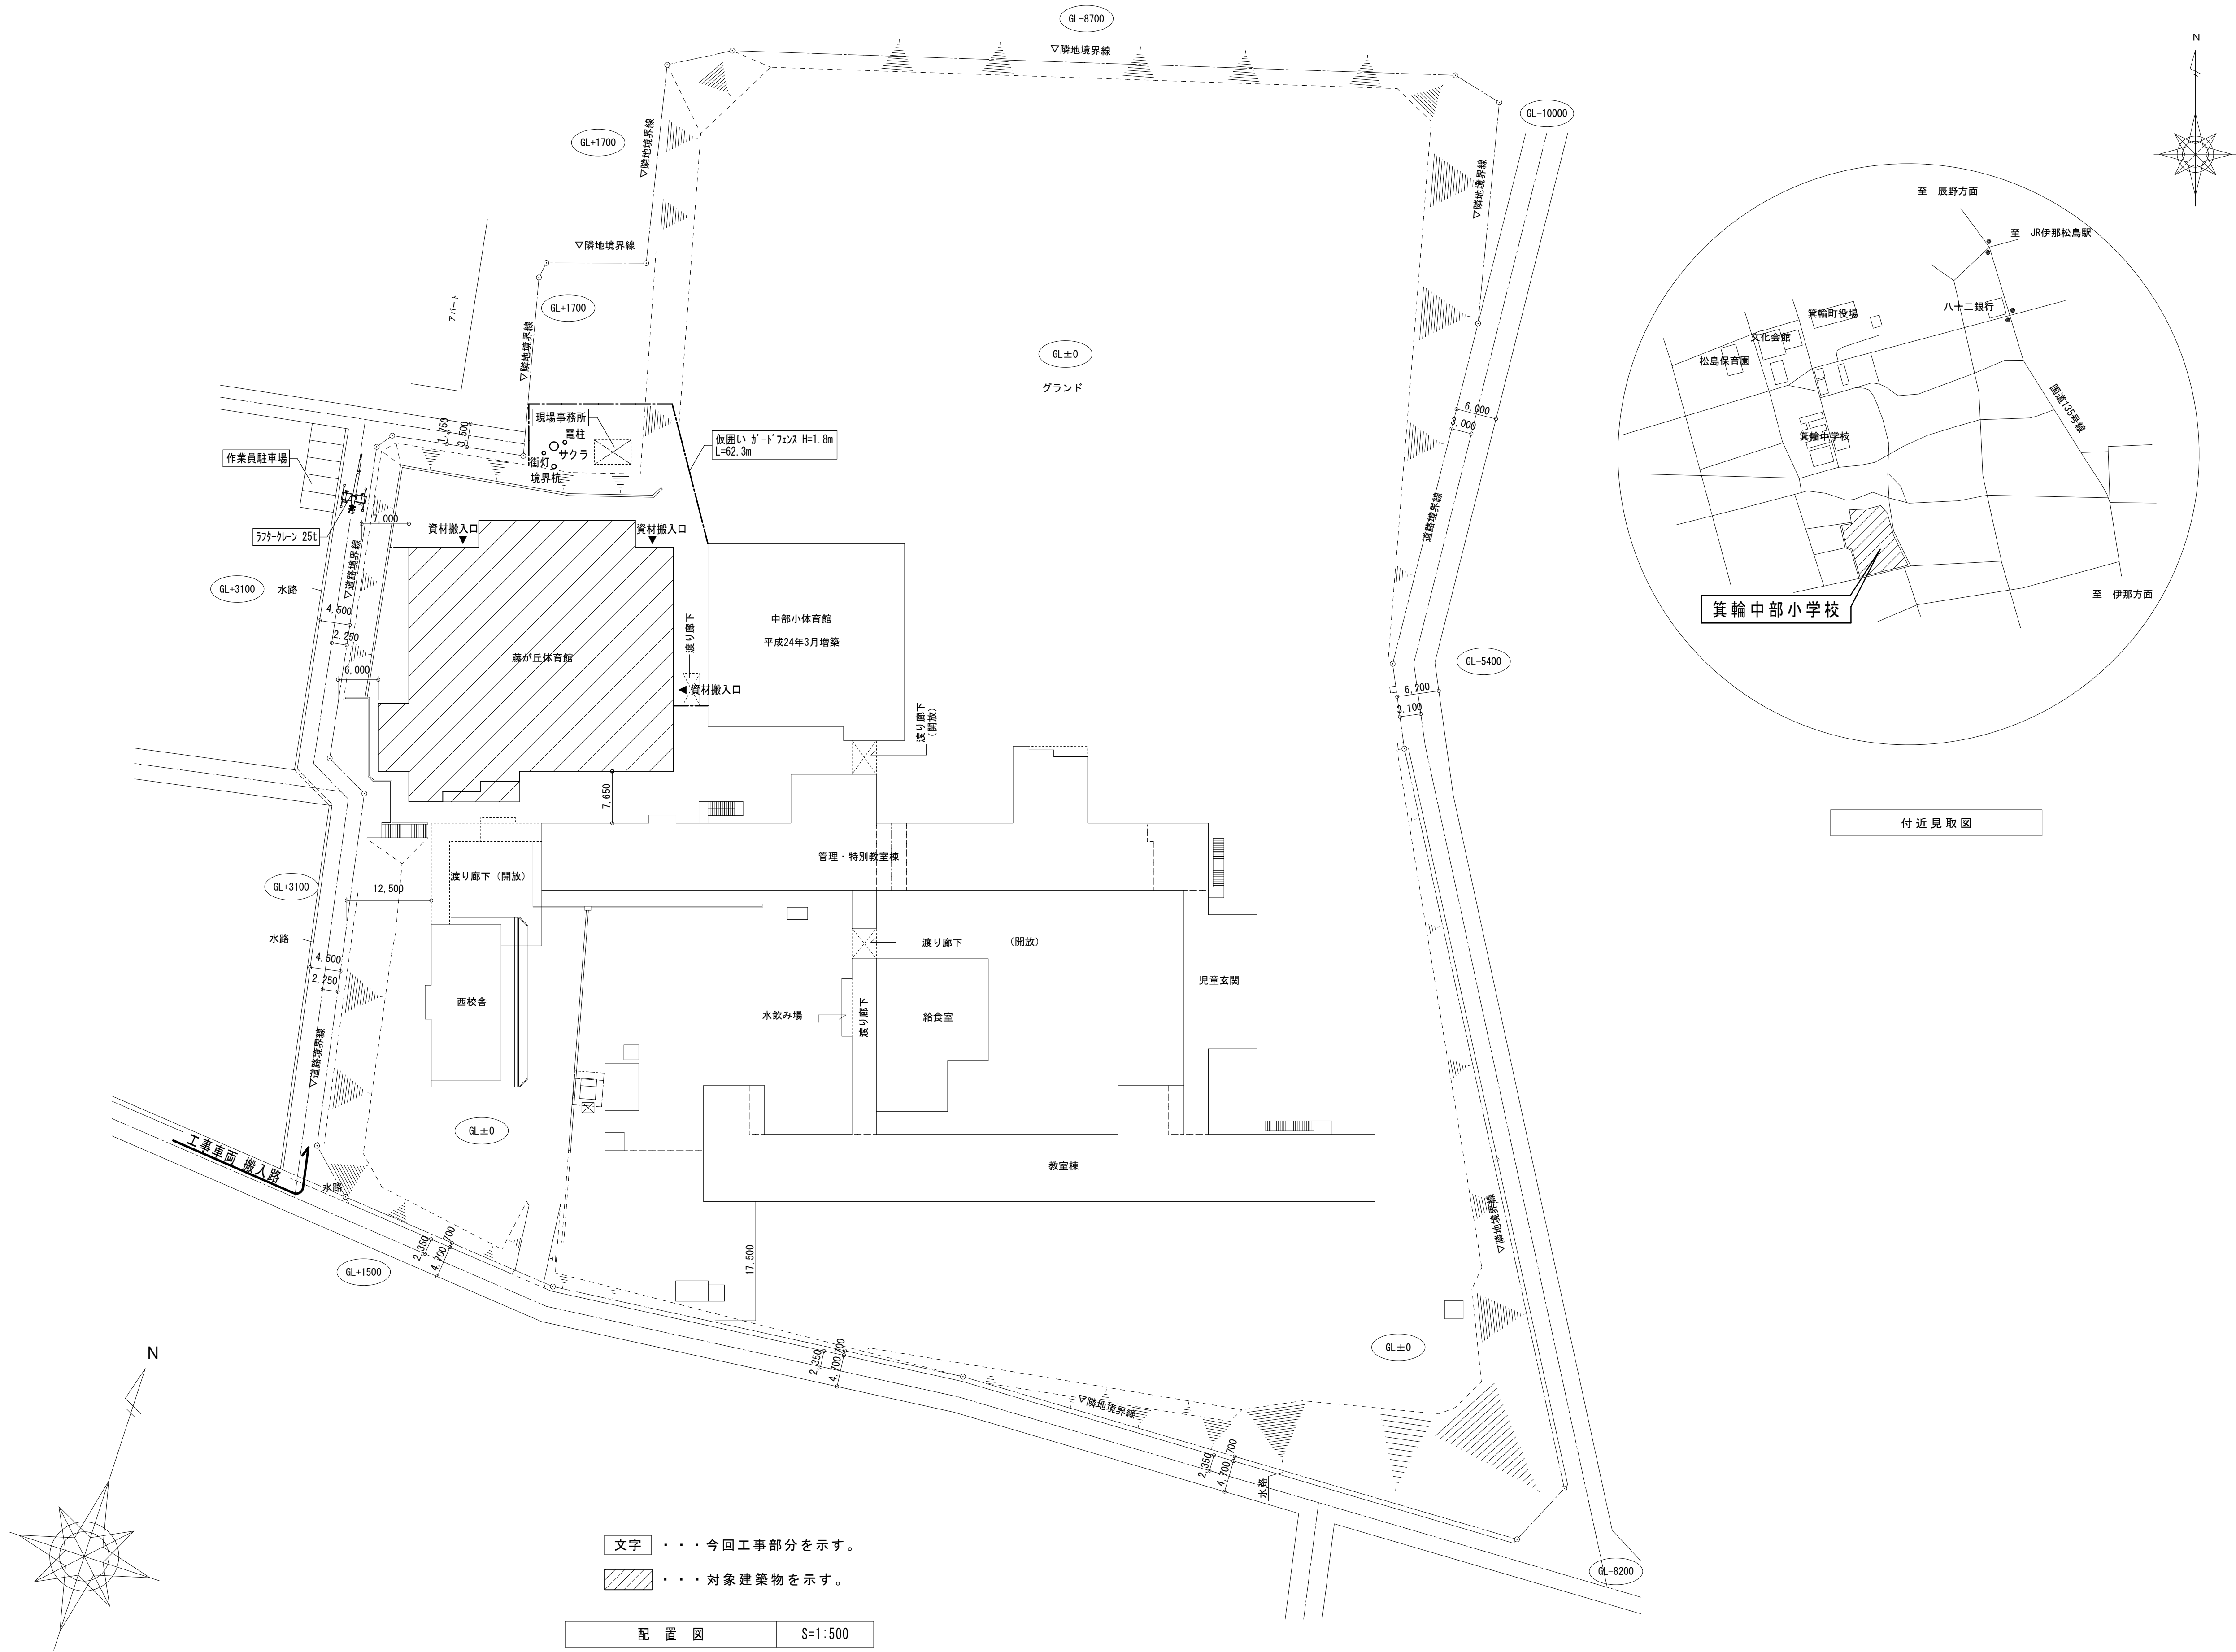 GL-8700
▽隣地境界線
N
GL-10000
GL+1700
▽隣地境界線
▽隣地境界線
至　辰野方面
至　JR伊那松島駅
▽隣地境界線
GL+1700
アパート
▽隣地境界線
GL±0
グランド
八十二銀行
箕輪町役場
文化会館
松島保育園
国道135号線
箕輪中学校
箕輪中部小学校
至　伊那方面
付近見取図
6,000
3,000
道路境界線
1,750
3,500
現場事務所
電柱
サクラ
街灯
境界杭
仮囲い ガードフェンス H=1.8m
L=62.3m
作業員駐車場
ラフタークレーン 25t
7,000
資材搬入口
資材搬入口
▽道路境界線
GL+3100
水路
4,500
2,250
6,000
藤が丘体育館
渡り廊下
資材搬入口
中部小体育館
平成24年3月増築
GL-5400
6,200
3,100
渡り廊下
(開放)
7,650
管理・特別教室棟
渡り廊下（開放）
GL+3100
12,500
水路
4,500
2,250
西校舎
渡り廊下
（開放）
児童玄関
水飲み場
渡り廊下
給食室
▽道路境界線
GL±0
工事車両 搬入路
水路
教室棟
▽隣地境界線
2,350
4,700
700
GL+1500
17,500
GL±0
2,350
4,700
700
▽隣地境界線
2,350
4,700
700
水路
GL-8200
N
文字 ・・・今回工事部分を示す。
・・・対象建築物を示す。
配置図 S=1:500